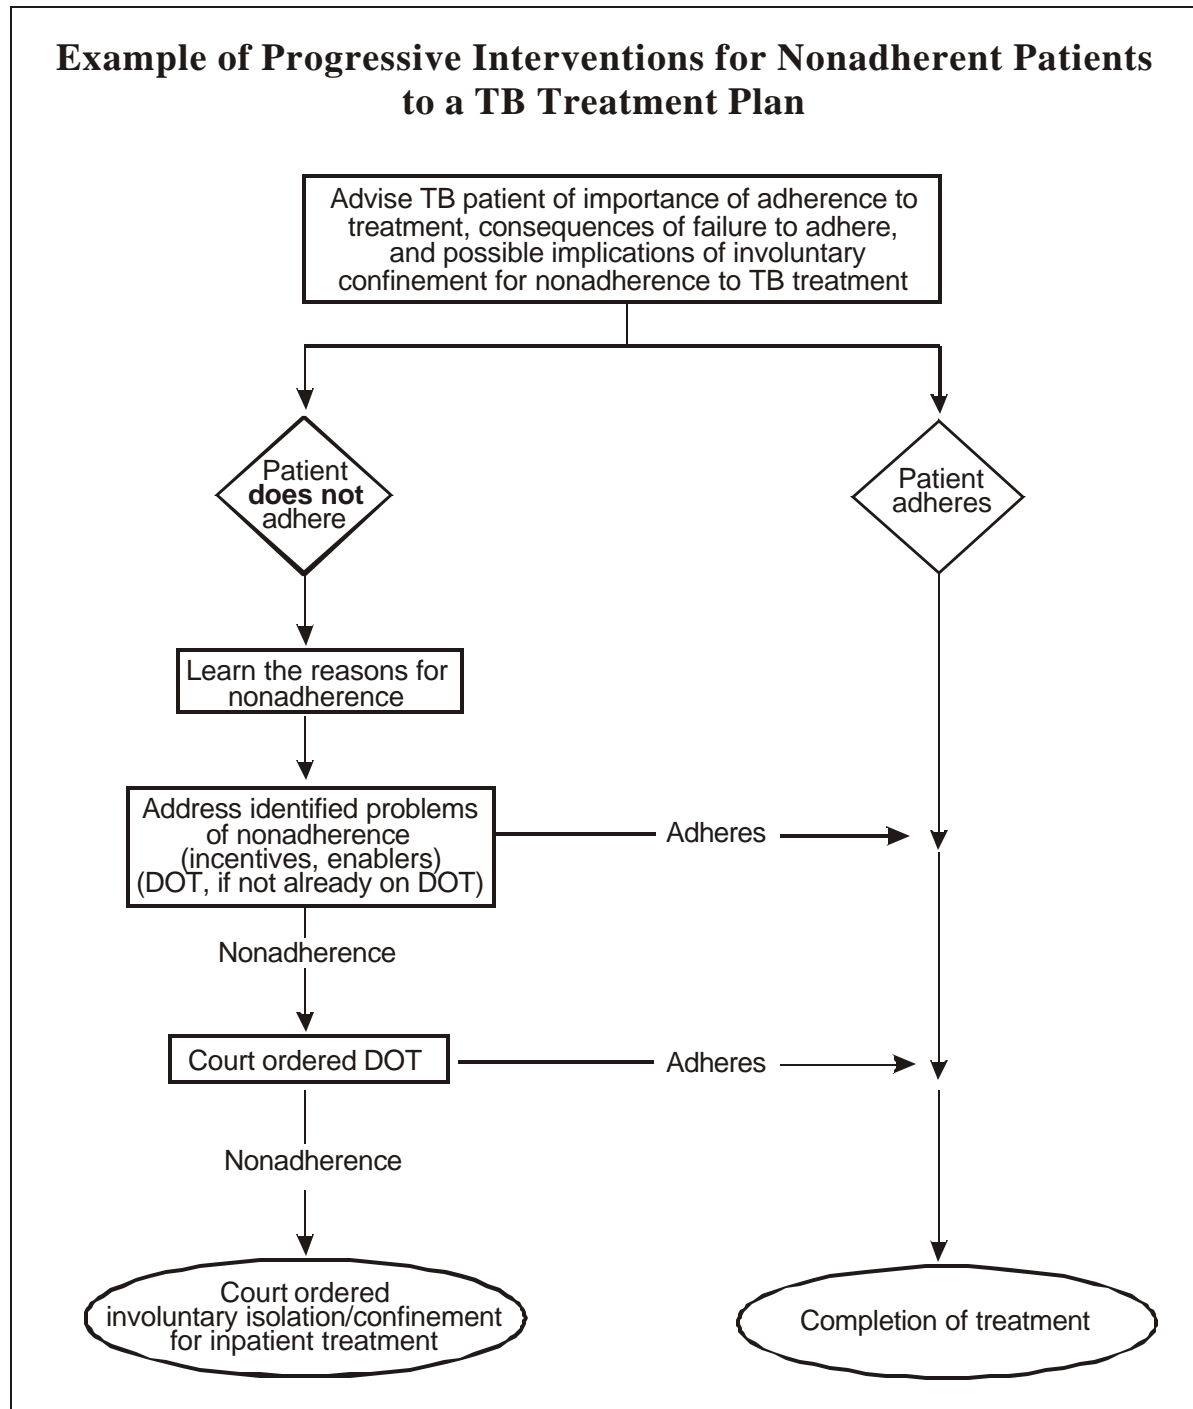 Example of Progressive Interventions for Nonadherent Patients
to a TB Treatment Plan
Advise TB patient of importance of adherence to
treatment, consequences of failure to adhere,
and possible implications of involuntary
confinement for nonadherence to TB treatment
Patient
does not
adhere
Patient
adheres
Learn the reasons for
nonadherence
Address identified problems
of nonadherence
(incentives, enablers)
(DOT, if not already on DOT)
Adheres
Nonadherence
Court ordered DOT
Adheres
Nonadherence
Court ordered
involuntary isolation/confinement
for inpatient treatment
Completion of treatment